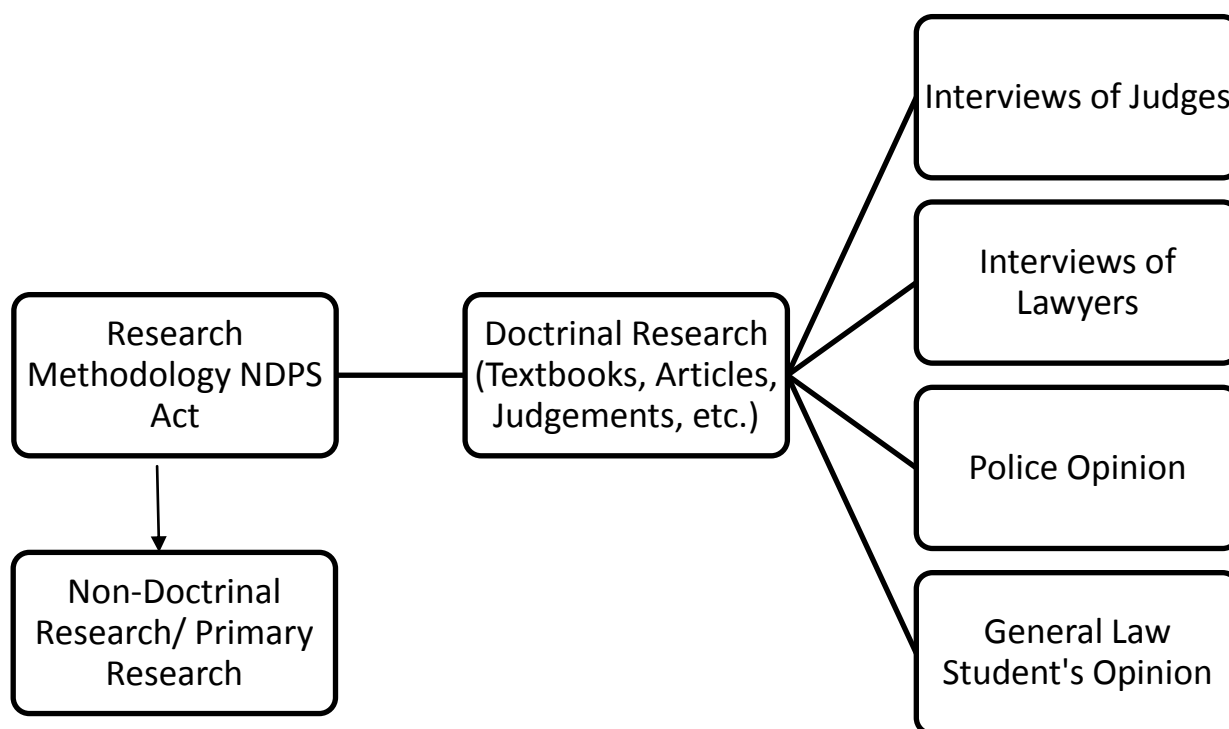 Research
Methodology NDPS
Act
Non-Doctrinal
Research/ Primary
Research
Doctrinal Research
(Textbooks, Articles,
Judgements, etc.)
Interviews of Judges
Interviews of
Lawyers
Police Opinion
General Law
Student's Opinion